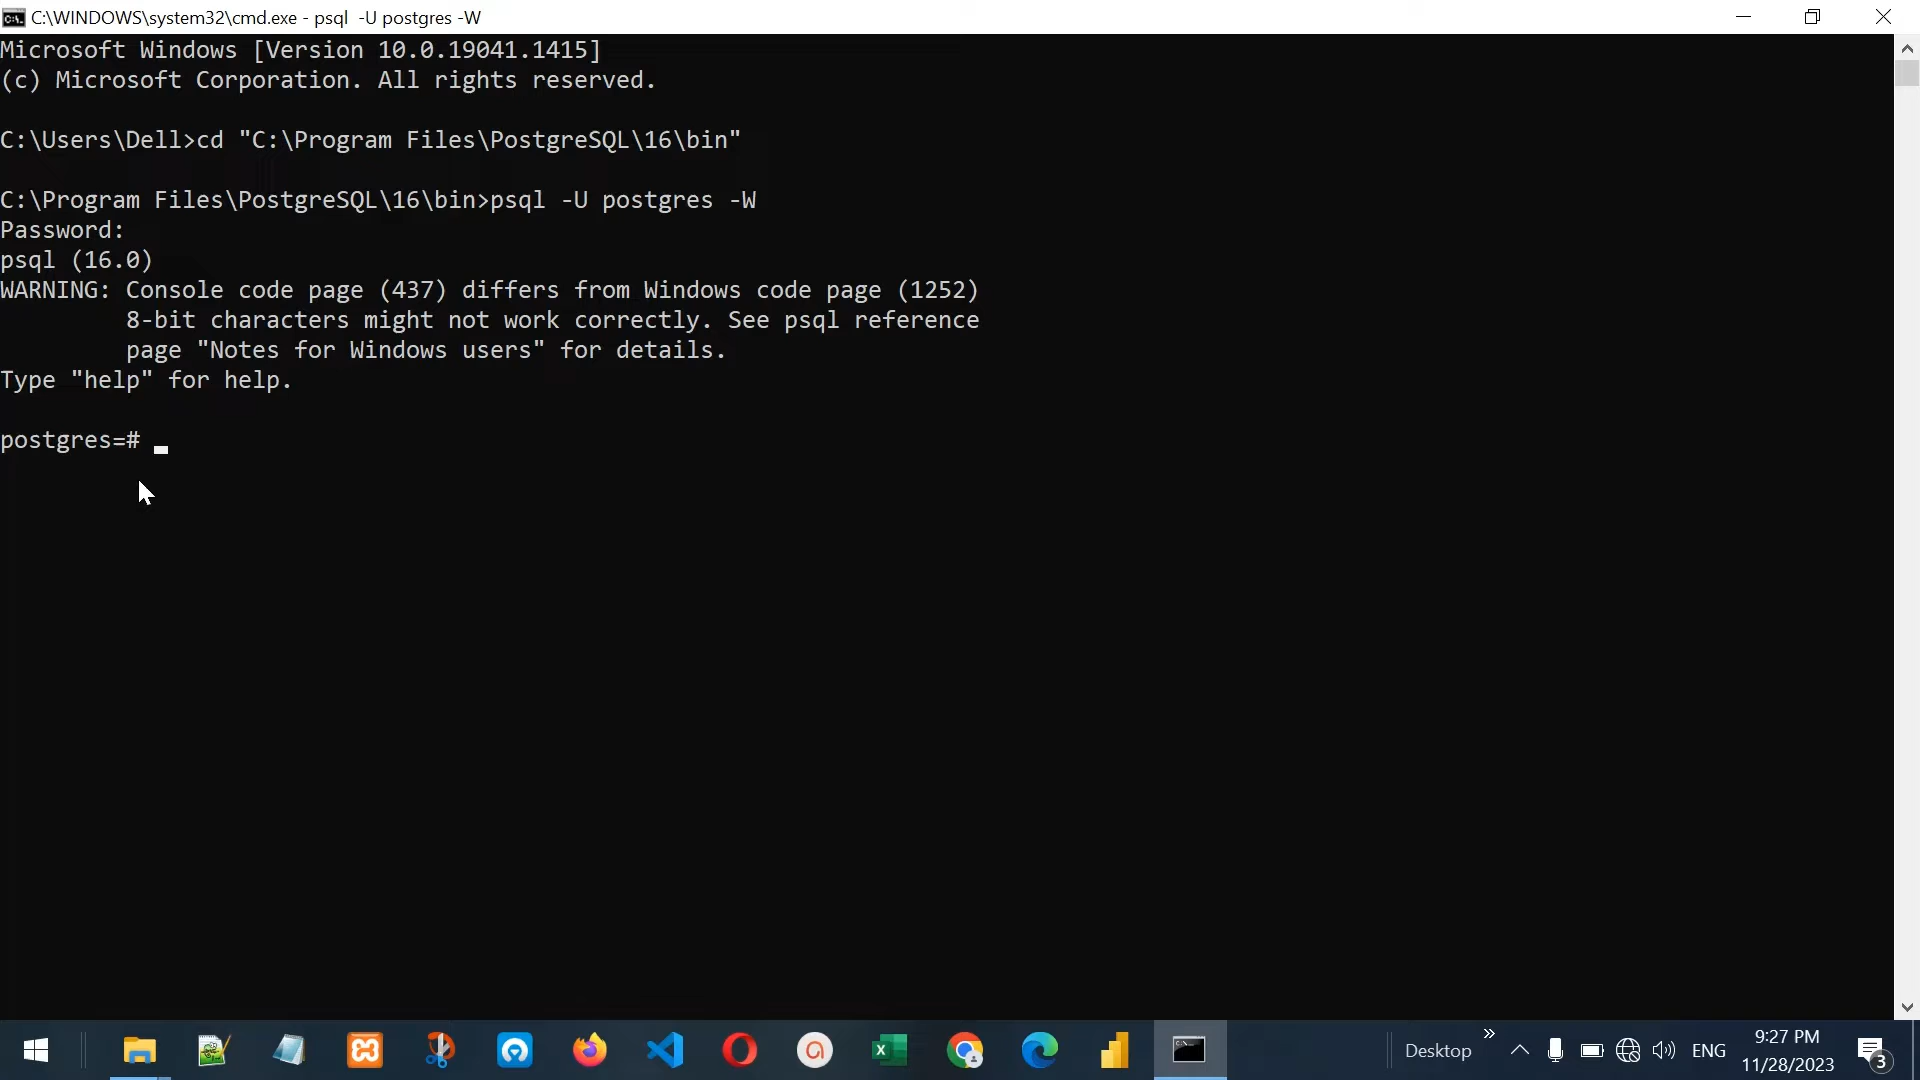 C:\WINDOWS\system32\cmd.exe - psql  -U postgres -W
Microsoft Windows [Version 10.0.19041.1415]
(c) Microsoft Corporation. All rights reserved.
C:\Users\Dell>cd "C:\Program Files\PostgreSQL\16\bin"
C:\Program Files\PostgreSQL\16\bin>psql -U postgres -W
Password:
psql (16.0)
WARNING: Console code page (437) differs from Windows code page (1252)
8-bit characters might not work correctly. See psql reference
page "Notes for Windows users" for details.
Type "help" for help.
postgres=#
Desktop
ENG
9:27 PM
11/28/2023
3